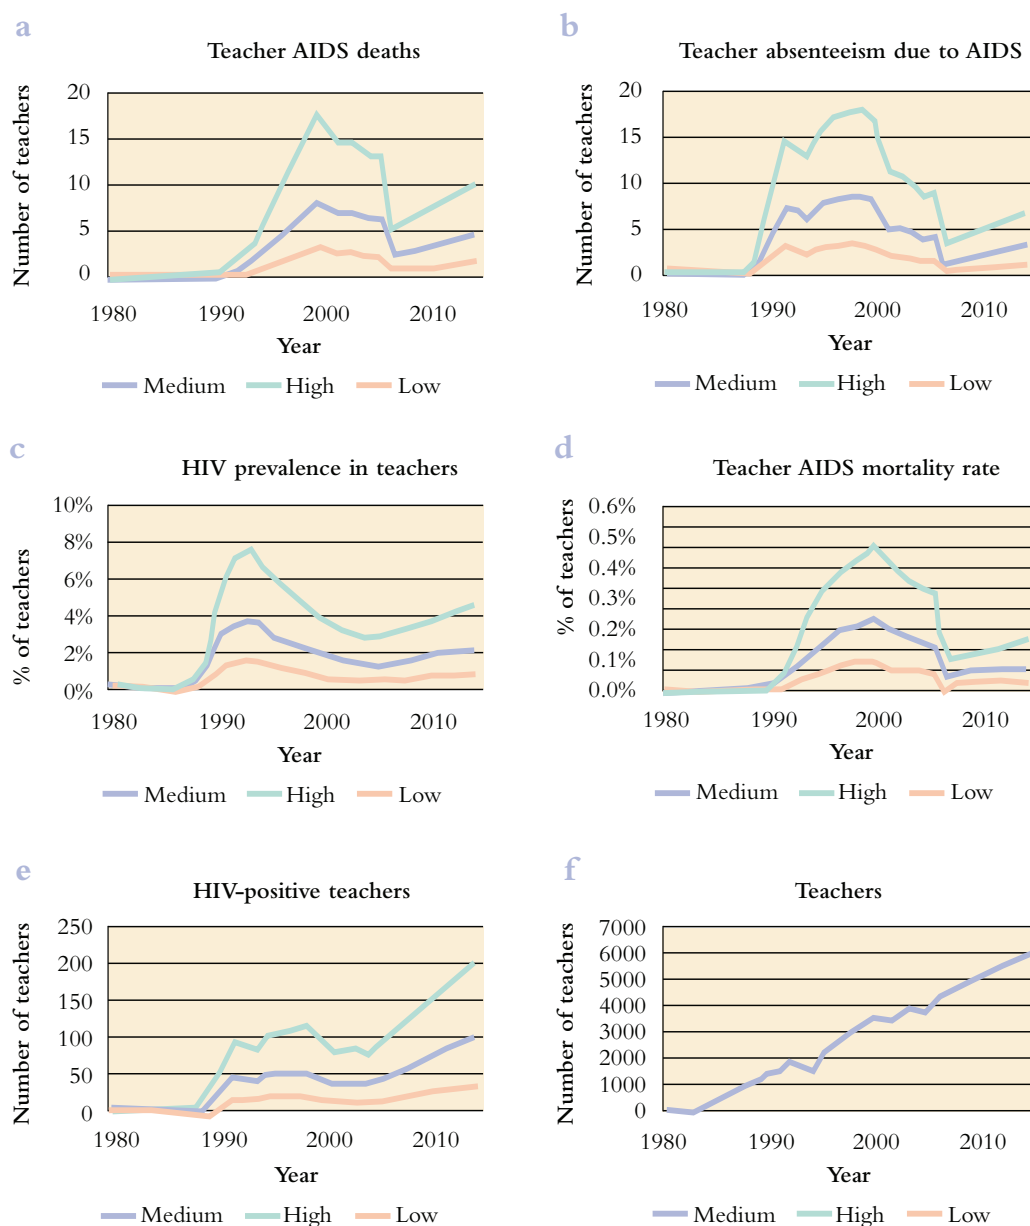 a
Teacher AIDS deaths
Number of teachers
20
15
10
5
0
1980 1990 2000 2010
Year
Medium High Low
b
Teacher absenteeism due to AIDS
Number of teachers
20
15
10
5
0
1980 1990 2000 2010
Year
Medium High Low
c
HIV prevalence in teachers
% of teachers
10%
8%
6%
4%
2%
0%
1980 1990 2000 2010
Year
Medium High Low
d
Teacher AIDS mortality rate
% of teachers
0.6%
0.5%
0.4%
0.3%
0.2%
0.1%
0.0%
1980 1990 2000 2010
Year
Medium High Low
e
HIV-positive teachers
Number of teachers
250
200
150
100
50
0
1980 1990 2000 2010
Year
Medium High Low
f
Teachers
Number of teachers
7000
6000
5000
4000
3000
2000
1000
0
1980 1990 2000 2010
Year
Medium High Low